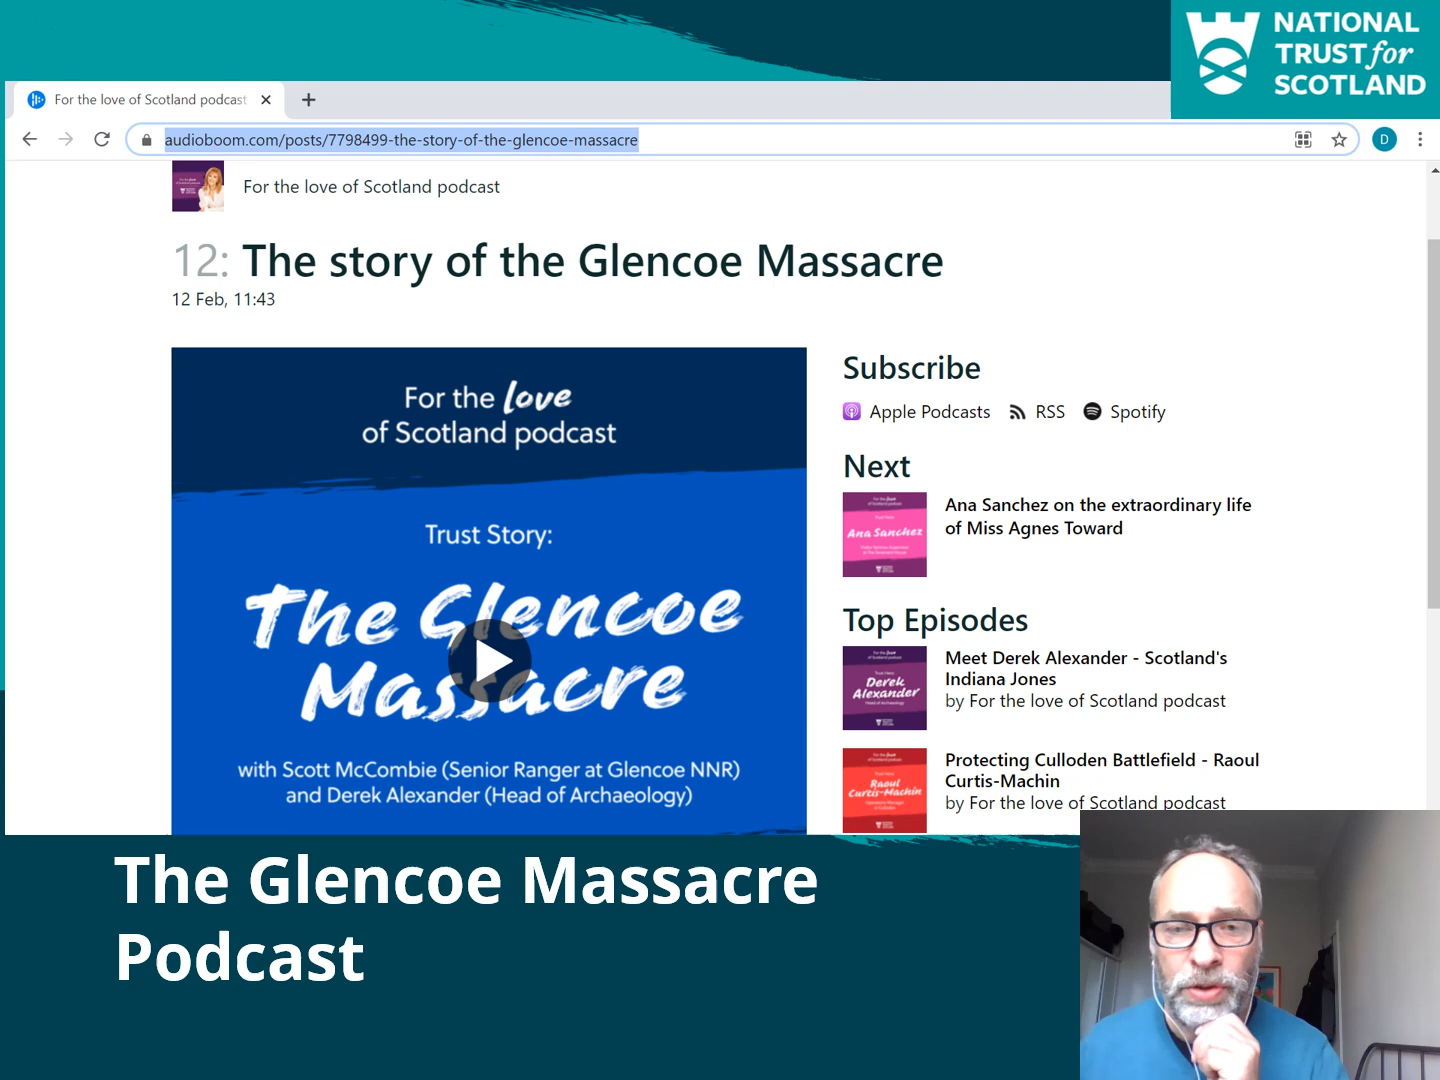 NATIONAL
TRUST for
SCOTLAND
For the love of Scotland podcast
audioboom.com/posts/7798499-the-story-of-the-glencoe-massacre
D
For the love of Scotland podcast
12: The story of the Glencoe Massacre
12 Feb, 11:43
For the love
of Scotland podcast
Trust Story:
The Glencoe
Massacre
with Scott McCombie (Senior Ranger at Glencoe NNR)
and Derek Alexander (Head of Archaeology)
Subscribe
Apple Podcasts RSS Spotify
Next
Ana Sanchez
Ana Sanchez on the extraordinary life
of Miss Agnes Toward
Top Episodes
Derek
Alexander
Head of Archaeology
Meet Derek Alexander - Scotland's
Indiana Jones
by For the love of Scotland podcast
Raoul
Curtis-Machin
Protecting Culloden Battlefield - Raoul
Curtis-Machin
by For the love of Scotland podcast
The Glencoe Massacre
Podcast